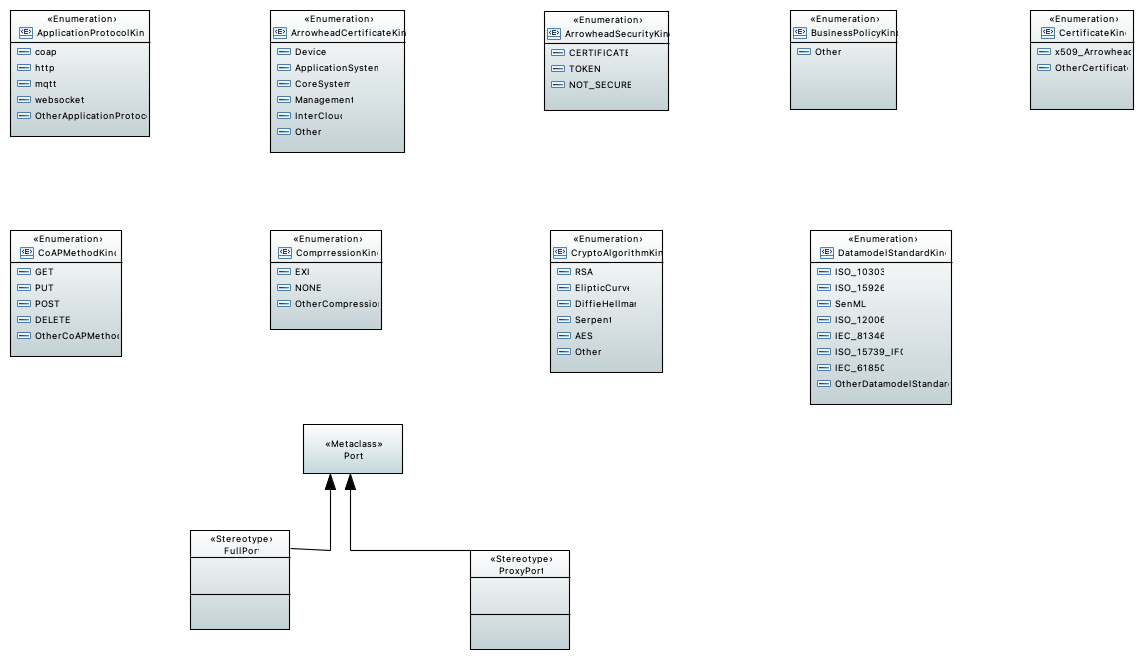 «Enumeration»
ApplicationProtocolKin
coap
http
mqtt
websocket
OtherApplicationProtoc
«Enumeration»
ArrowheadCertificateKin
Device
ApplicationSystem
CoreSystem
Management
InterCloud
Other
«Enumeration»
ArrowheadSecurityKin
CERTIFICATE
TOKEN
NOT_SECURE
«Enumeration»
BusinessPolicyKin
Other
«Enumeration»
CertificateKin
x509_Arrowhead
OtherCertificat
«Enumeration»
CoAPMethodKin
GET
PUT
POST
DELETE
OtherCoAPMethod
«Enumeration»
ComprressionKin
EXI
NONE
OtherCompression
«Enumeration»
CryptoAlgorithmKin
RSA
ElipticCurve
DiffieHellman
Serpent
AES
Other
«Enumeration»
DatamodelStandardKin
ISO_10303
ISO_15926
SenML
ISO_12006
IEC_81346
ISO_15739_IFC
IEC_61850
OtherDatamodelStandar
«Metaclass»
Port
«Stereotype»
FullPort
«Stereotype»
ProxyPort